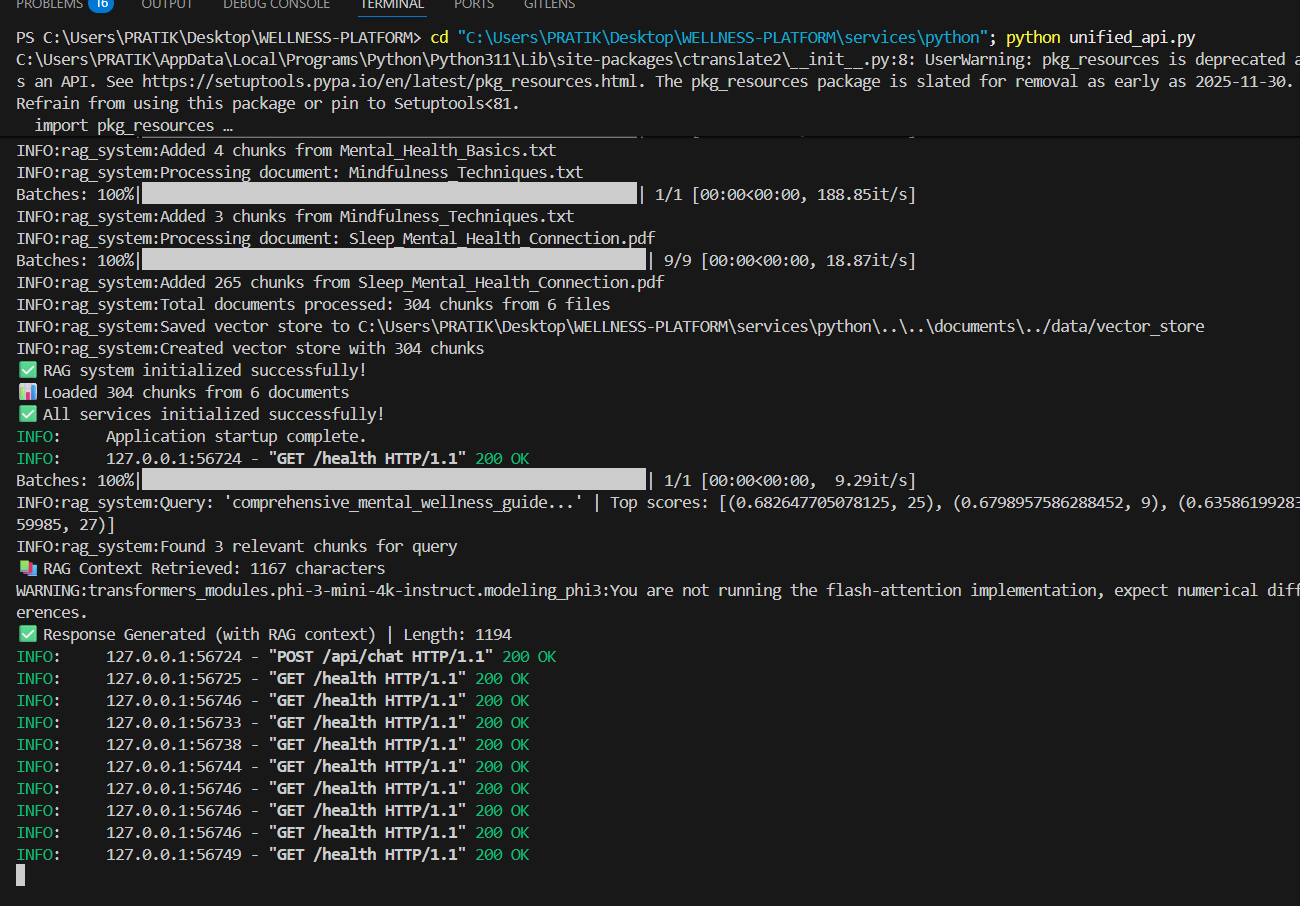 PROBLEMS 16 OUTPUT DEBUG CONSOLE TERMINAL PORTS GITLENS
PS C:\Users\PRATIK\Desktop\WELLNESS-PLATFORM> cd "C:\Users\PRATIK\Desktop\WELLNESS-PLATFORM\services\python"; python unified_api.py
C:\Users\PRATIK\AppData\Local\Programs\Python\Python311\Lib\site-packages\ctranslate2\__init__.py:8: UserWarning: pkg_resources is deprecated a
s an API. See https://setuptools.pypa.io/en/latest/pkg_resources.html. The pkg_resources package is slated for removal as early as 2025-11-30.
Refrain from using this package or pin to Setuptools<81.
import pkg_resources …
INFO:rag_system:Added 4 chunks from Mental_Health_Basics.txt
INFO:rag_system:Processing document: Mindfulness_Techniques.txt
Batches: 100%| | 1/1 [00:00<00:00, 188.85it/s]
INFO:rag_system:Added 3 chunks from Mindfulness_Techniques.txt
INFO:rag_system:Processing document: Sleep_Mental_Health_Connection.pdf
Batches: 100%| | 9/9 [00:00<00:00, 18.87it/s]
INFO:rag_system:Added 265 chunks from Sleep_Mental_Health_Connection.pdf
INFO:rag_system:Total documents processed: 304 chunks from 6 files
INFO:rag_system:Saved vector store to C:\Users\PRATIK\Desktop\WELLNESS-PLATFORM\services\python\..\..\documents\../data/vector_store
INFO:rag_system:Created vector store with 304 chunks
✅ RAG system initialized successfully!
📊 Loaded 304 chunks from 6 documents
✅ All services initialized successfully!
INFO: Application startup complete.
INFO: 127.0.0.1:56724 - "GET /health HTTP/1.1" 200 OK
Batches: 100%| | 1/1 [00:00<00:00, 9.29it/s]
INFO:rag_system:Query: 'comprehensive_mental_wellness_guide...' | Top scores: [(0.682647705078125, 25), (0.6798957586288452, 9), (0.63586199283
59985, 27)]
INFO:rag_system:Found 3 relevant chunks for query
📚 RAG Context Retrieved: 1167 characters
WARNING:transformers_modules.phi-3-mini-4k-instruct.modeling_phi3:You are not running the flash-attention implementation, expect numerical diff
erences.
✅ Response Generated (with RAG context) | Length: 1194
INFO: 127.0.0.1:56724 - "POST /api/chat HTTP/1.1" 200 OK
INFO: 127.0.0.1:56725 - "GET /health HTTP/1.1" 200 OK
INFO: 127.0.0.1:56746 - "GET /health HTTP/1.1" 200 OK
INFO: 127.0.0.1:56733 - "GET /health HTTP/1.1" 200 OK
INFO: 127.0.0.1:56738 - "GET /health HTTP/1.1" 200 OK
INFO: 127.0.0.1:56744 - "GET /health HTTP/1.1" 200 OK
INFO: 127.0.0.1:56746 - "GET /health HTTP/1.1" 200 OK
INFO: 127.0.0.1:56746 - "GET /health HTTP/1.1" 200 OK
INFO: 127.0.0.1:56746 - "GET /health HTTP/1.1" 200 OK
INFO: 127.0.0.1:56749 - "GET /health HTTP/1.1" 200 OK